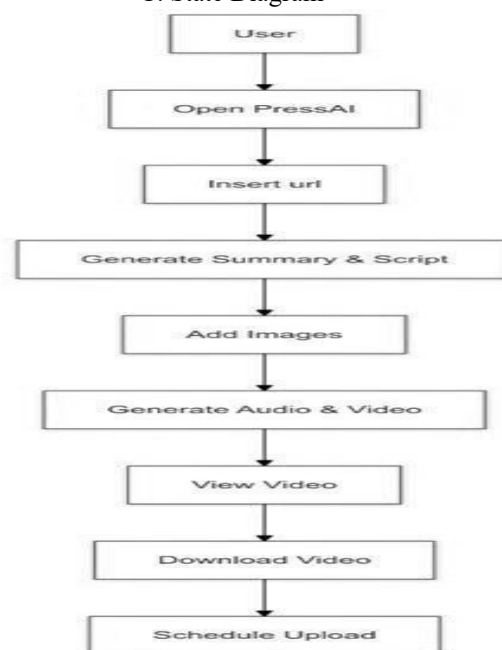 State Diagram
User
Open PressAI
Insert url
Generate Summary & Script
Add Images
Generate Audio & Video
View Video
Download Video
Schedule Upload